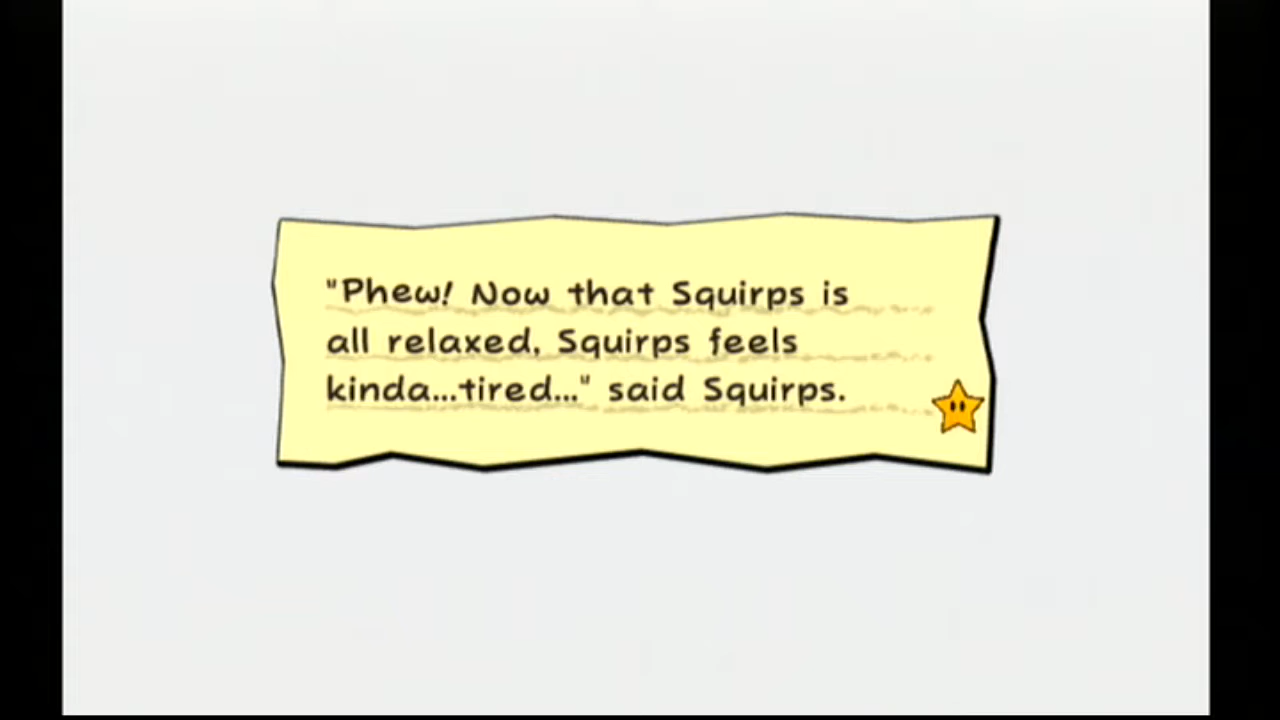 "Phew! Now that Squirps is
all relaxed, Squirps feels
kinda...tired..." said Squirps.